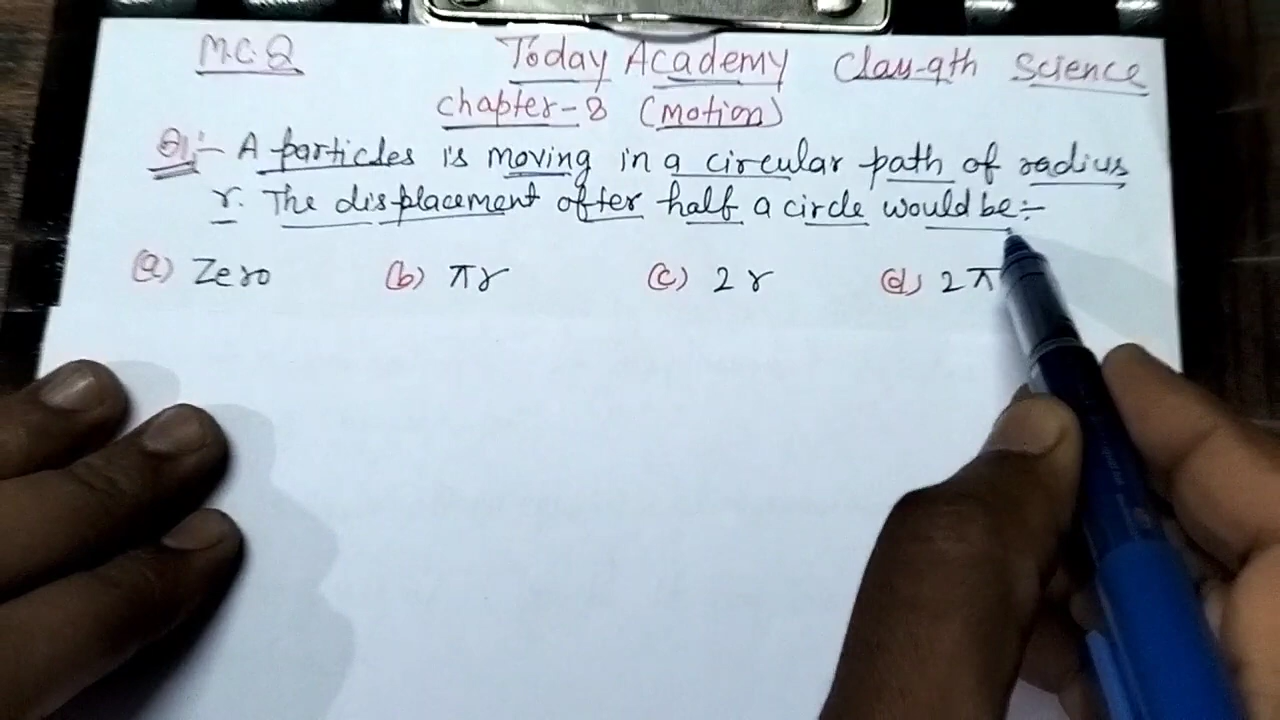 M.C.Q Today Academy Class-9th Science
Chapter-8 (Motion)
Q1:- A particles is moving in a circular path of radius
r. The displacement after half a circle would be:-
(a) Zero (b) πr (c) 2r (d) 2π